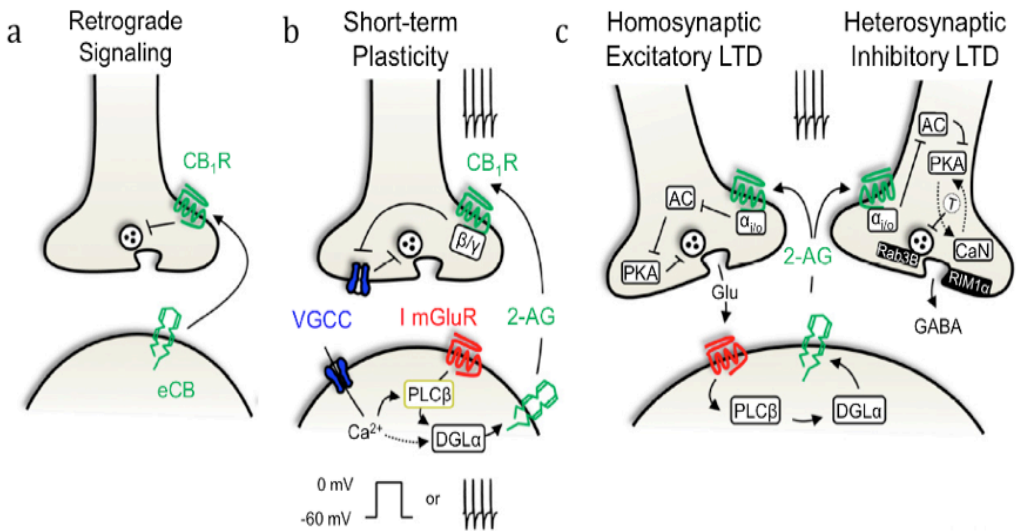 a
Retrograde
Signaling
CB₁R
eCB
b
Short-term
Plasticity
CB₁R
β/γ
VGCC
I mGluR
2-AG
PLCβ
Ca²⁺
DGLα
0 mV
-60 mV
or
c
Homosynaptic
Excitatory LTD
Heterosynaptic
Inhibitory LTD
AC
αi/o
PKA
Glu
2-AG
AC
PKA
αi/o
T
CaN
Rab3B
RIM1α
GABA
PLCβ
DGLα